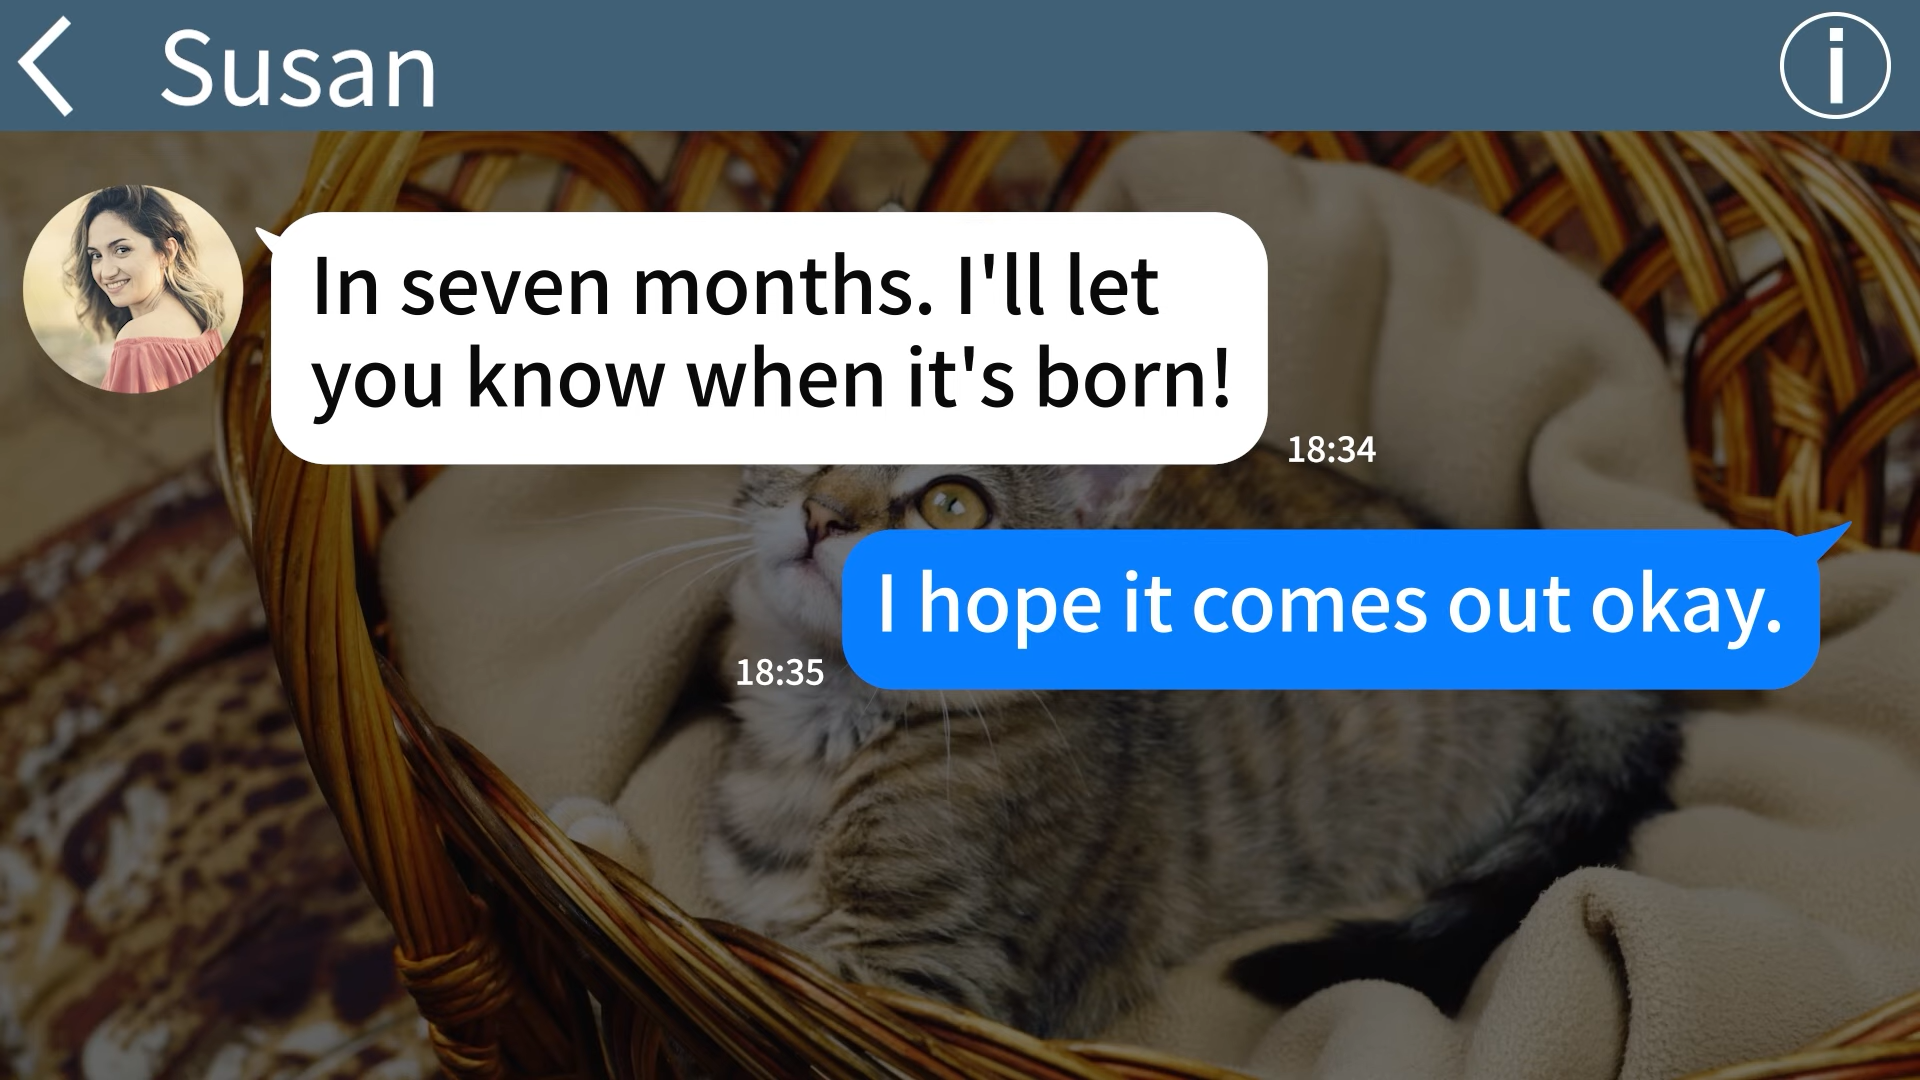 Susan
In seven months. I'll let
you know when it's born!
18:34
I hope it comes out okay.
18:35